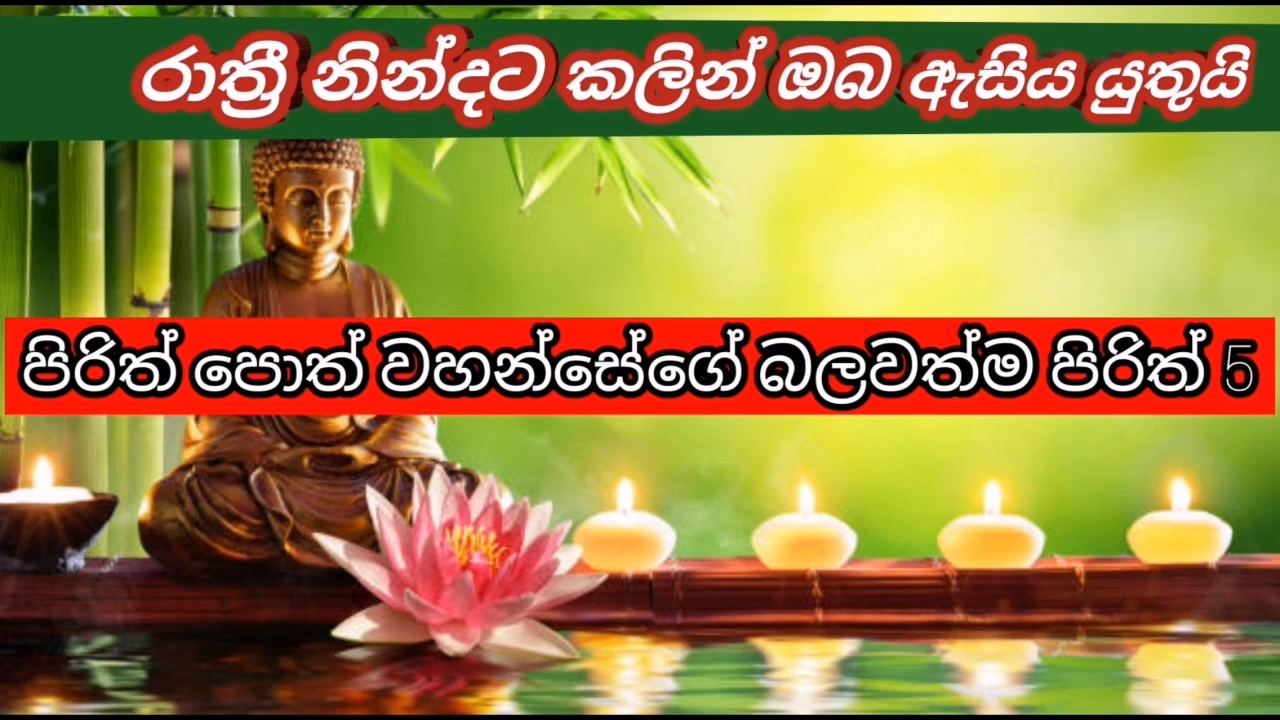 රාත්‍රී නින්දට කලින් ඔබ ඇසිය යුතුයි
පිරිත් පොත් වහන්සේගේ බලවත්ම පිරිත් 5